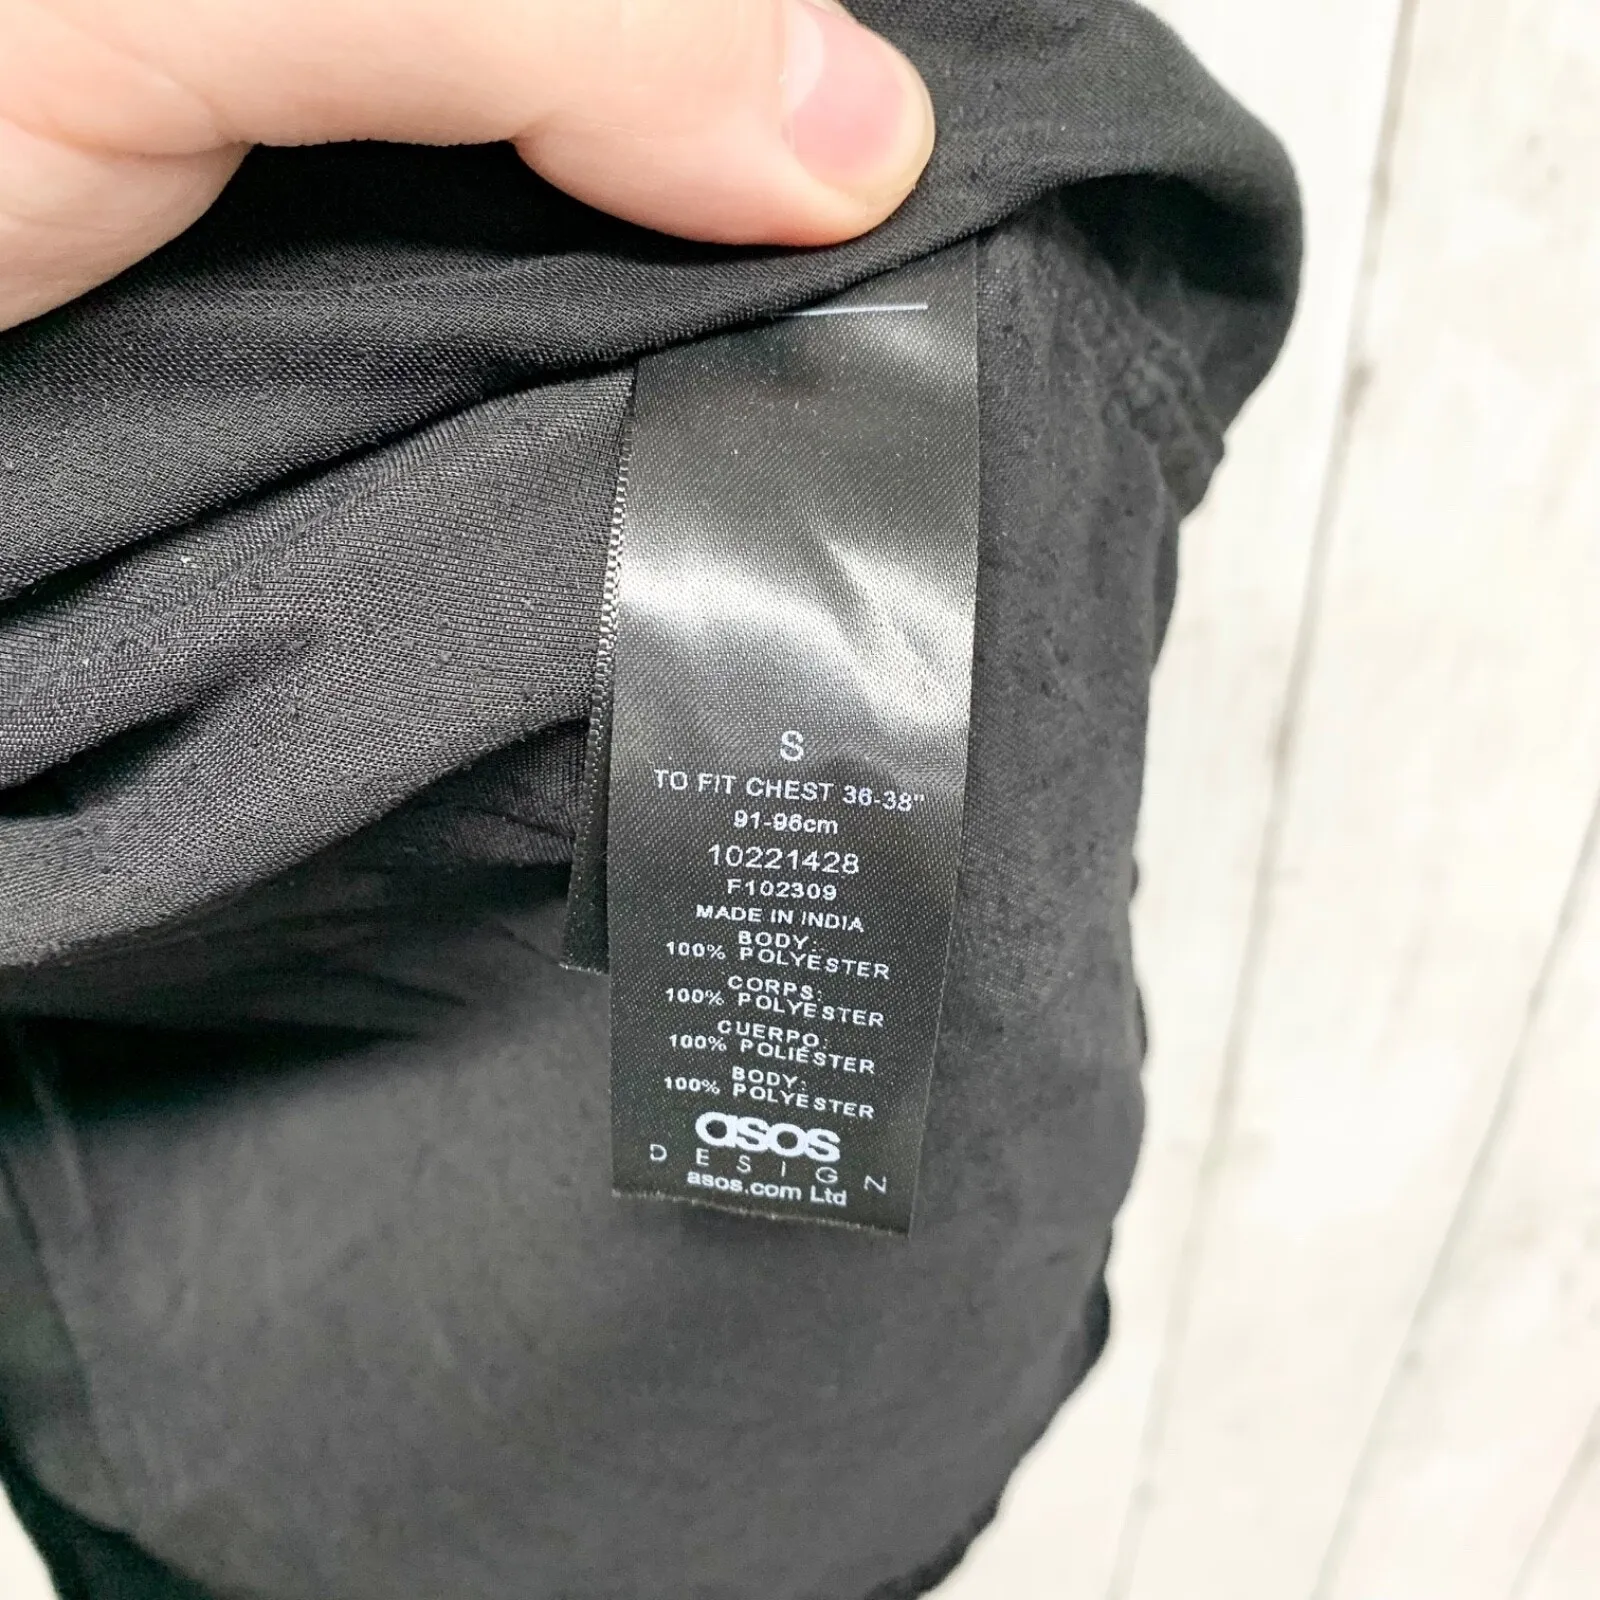 S
TO FIT CHEST 36-38"
91-96cm
10221428
F102309
MADE IN INDIA
BODY:
100% POLYESTER
CORPS:
100% POLYESTER
CUERPO:
100% POLIÉSTER
BODY:
100% POLYESTER
asos
DESIGN
asos.com Ltd